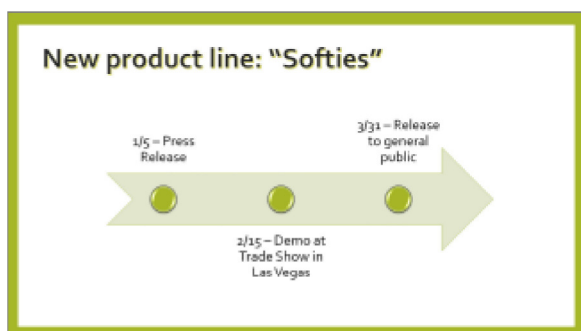 New product line: “Softies”
1/5 – Press
Release
2/15 – Demo at
Trade Show in
Las Vegas
3/31 – Release
to general
public